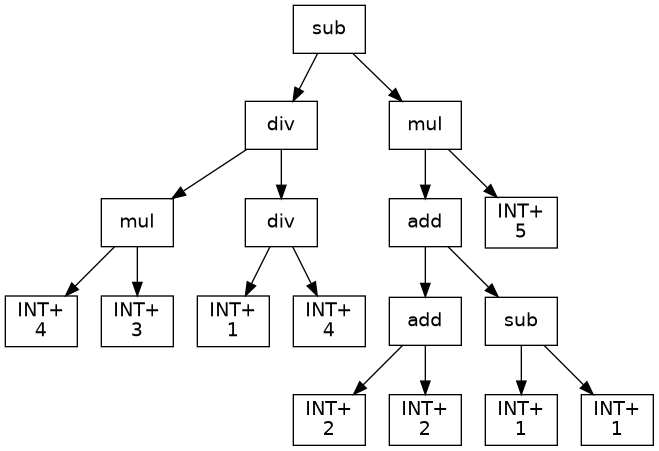 sub
div
mul
mul
div
add
INT+
5
INT+
4
INT+
3
INT+
1
INT+
4
add
sub
INT+
2
INT+
2
INT+
1
INT+
1